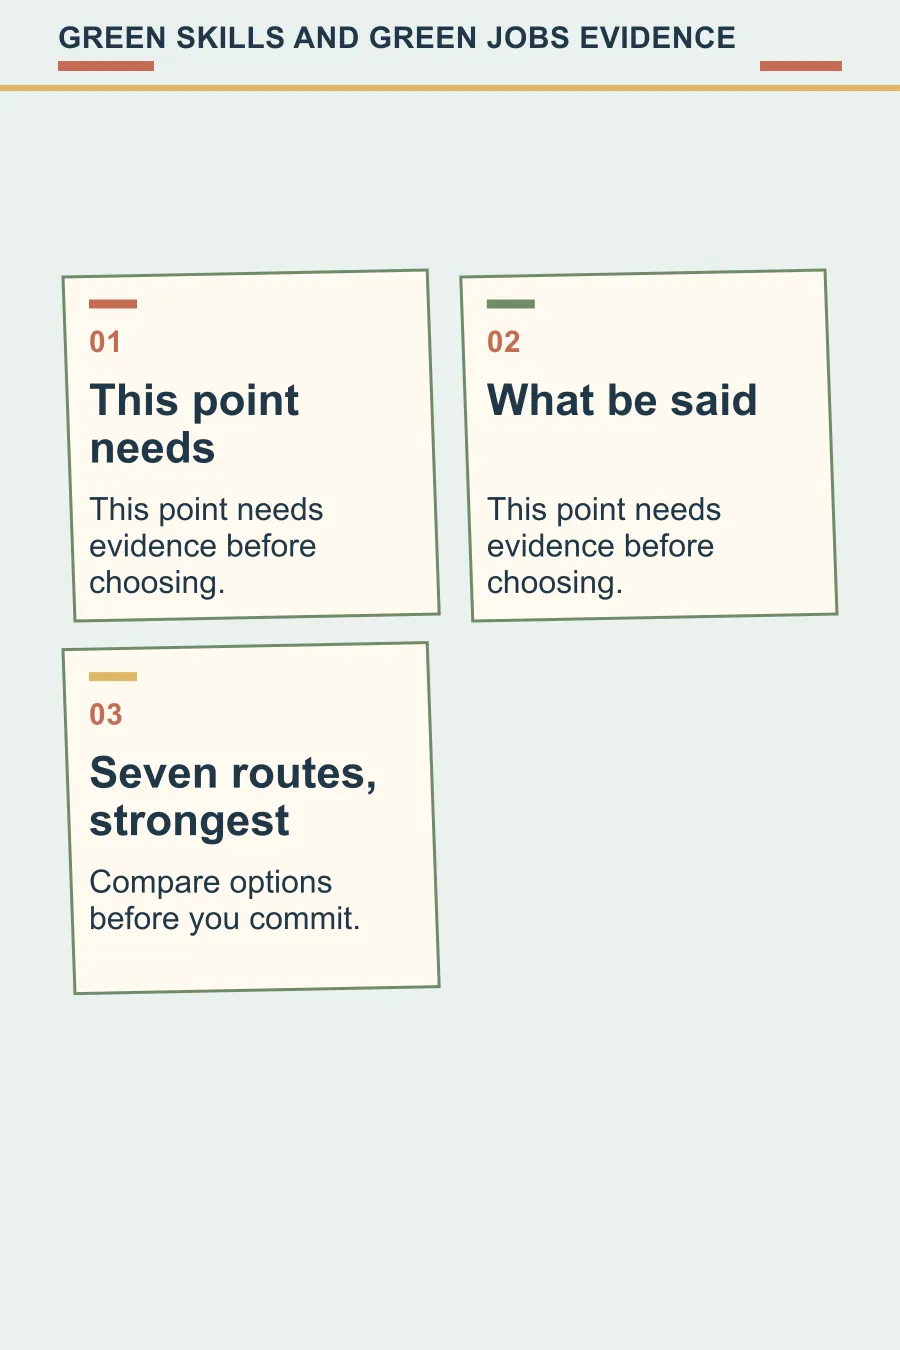 GREEN SKILLS AND GREEN JOBS EVIDENCE
01
This point
needs
This point needs
evidence before
choosing.
02
What be said
This point needs
evidence before
choosing.
03
Seven routes,
strongest
Compare options
before you commit.